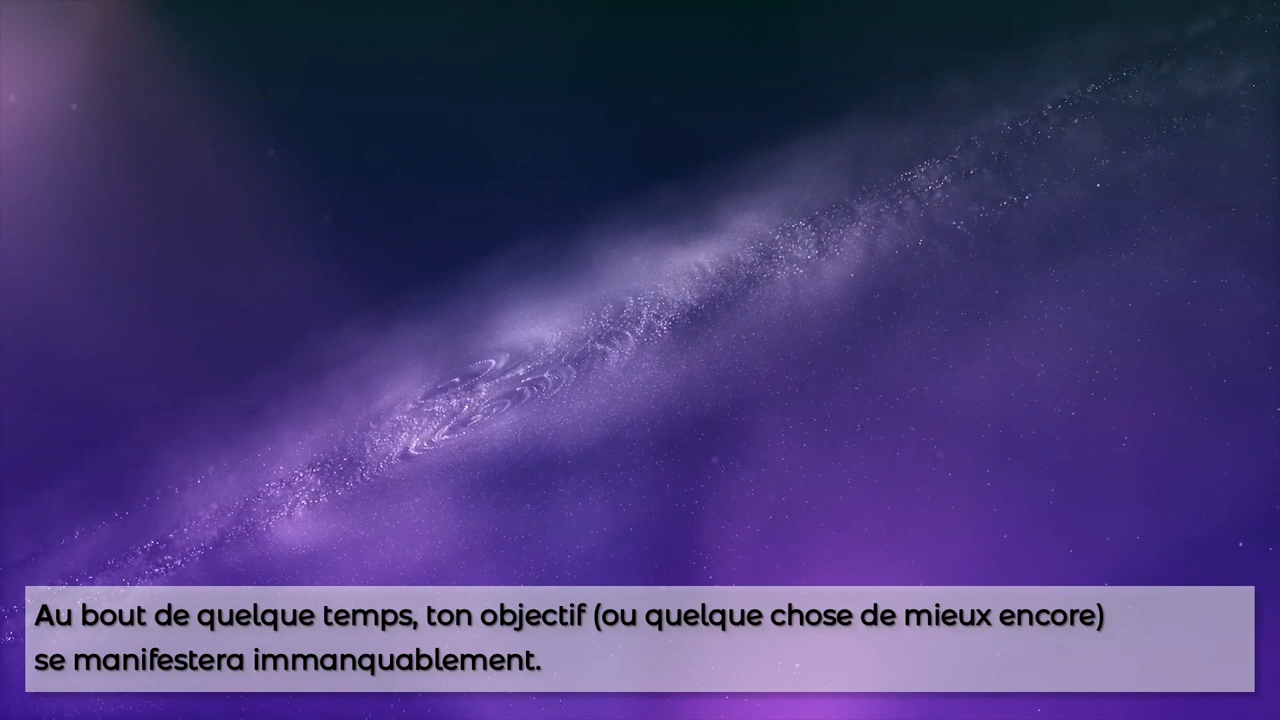 Au bout de quelque temps, ton objectif (ou quelque chose de mieux encore)
se manifestera immanquablement.